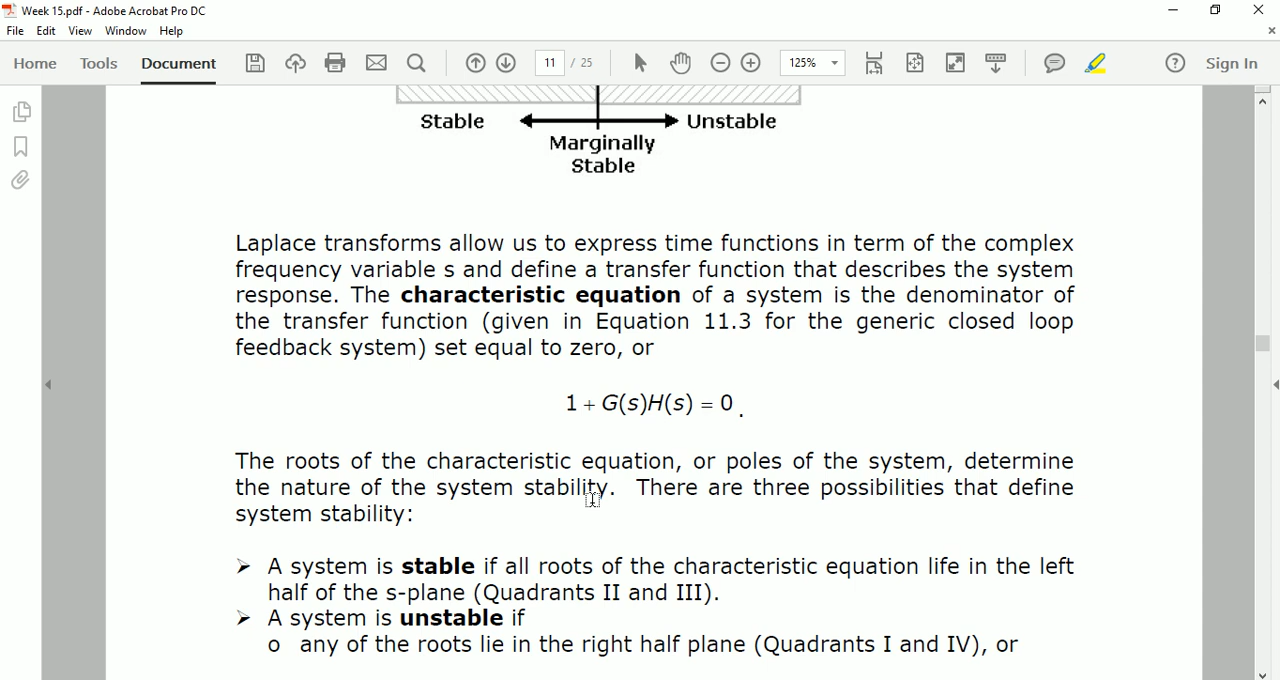 Week 15.pdf - Adobe Acrobat Pro DC
File Edit View Window Help
Home Tools Document 11 / 25 125% Sign In
Stable Unstable
Marginally
Stable
Laplace transforms allow us to express time functions in term of the complex
frequency variable s and define a transfer function that describes the system
response. The characteristic equation of a system is the denominator of
the transfer function (given in Equation 11.3 for the generic closed loop
feedback system) set equal to zero, or
1 + G(s)H(s) = 0 .
The roots of the characteristic equation, or poles of the system, determine
the nature of the system stability. There are three possibilities that define
system stability:
➢ A system is stable if all roots of the characteristic equation life in the left
half of the s-plane (Quadrants II and III).
➢ A system is unstable if
o any of the roots lie in the right half plane (Quadrants I and IV), or